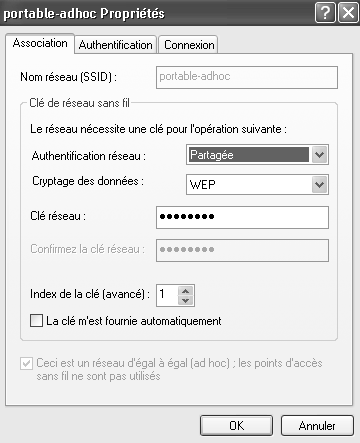 portable-adhoc Propriétés
Association Authentification Connexion
Nom réseau (SSID) : portable-adhoc
Clé de réseau sans fil
Le réseau nécessite une clé pour l'opération suivante :
Authentification réseau : Partagée
Cryptage des données : WEP
Clé réseau : ••••••••
Confirmez la clé réseau : ••••••••
Index de la clé (avancé) : 1
La clé m'est fournie automatiquement
Ceci est un réseau d'égal à égal (ad hoc) ; les points d'accès
sans fil ne sont pas utilisés
OK Annuler